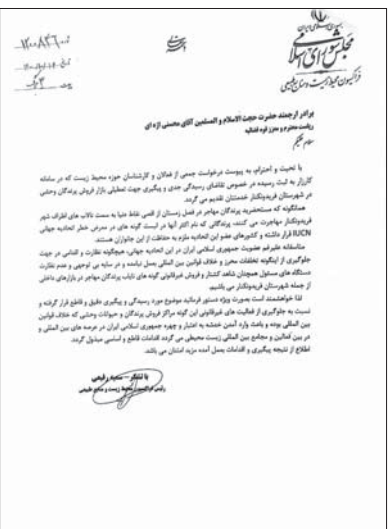 جمهوری اسلامی ایران
مجلس شورای اسلامی
فراکسیون محیط زیست و منابع طبیعی
برادر ارجمند حضرت حجت الاسلام و المسلمین آقای محسنی اژه ای
ریاست محترم و معزز قوه قضائیه
سلام علیکم
با تحیت و احترام، به پیوست درخواست جمعی از فعالان و کارشناسان حوزه محیط زیست که در سامانه
کارزار به ثبت رسیده در خصوص تقاضای رسیدگی جدی و پیگیری جهت تعطیلی بازار فروش پرندگان وحشی
در شهرستان فریدونکنار خدمتتان تقدیم می گردد.
همانگونه که مستحضرید پرندگان مهاجر در فصل زمستان از اقصی نقاط دنیا به سمت تالاب های اطراف شهر
فریدونکنار مهاجرت می کنند، پرندگانی که نام اکثر آنها در لیست گونه های در معرض خطر اتحادیه جهانی
IUCN قرار داشته و کشورهای عضو این اتحادیه ملزم به حفاظت از این جانوران هستند.
متاسفانه علیرغم عضویت جمهوری اسلامی ایران در این اتحادیه جهانی، هیچگونه نظارت و اقدامی در جهت
جلوگیری از اینگونه تخلفات محرز و خلاف قوانین بین المللی بعمل نیامده و در سایه بی توجهی و عدم نظارت
دستگاه های مسئول همچنان شاهد کشتار و فروش غیرقانونی گونه های نایاب پرندگان مهاجر در بازارهای داخلی
از جمله شهرستان فریدونکنار می باشیم.
لذا خواهشمند است بصورت ویژه دستور فرمائید موضوع مورد رسیدگی و پیگیری دقیق و قاطع قرار گرفته و
نسبت به جلوگیری از فعالیت های غیرقانونی این گونه مراکز فروش پرندگان و حیوانات وحشی که خلاف قوانین
بین المللی بوده و باعث وارد آمدن خدشه به اعتبار و چهره جمهوری اسلامی ایران در عرصه های بین المللی و
در بین فعالین و مجامع بین المللی زیست محیطی می گردد اقدامات قاطع و اساسی مبذول گردد.
اطلاع از نتیجه پیگیری و اقدامات بعمل آمده مزید امتنان می باشد.
با تشکر – سمیه رفیعی
رئیس فراکسیون محیط زیست و منابع طبیعی